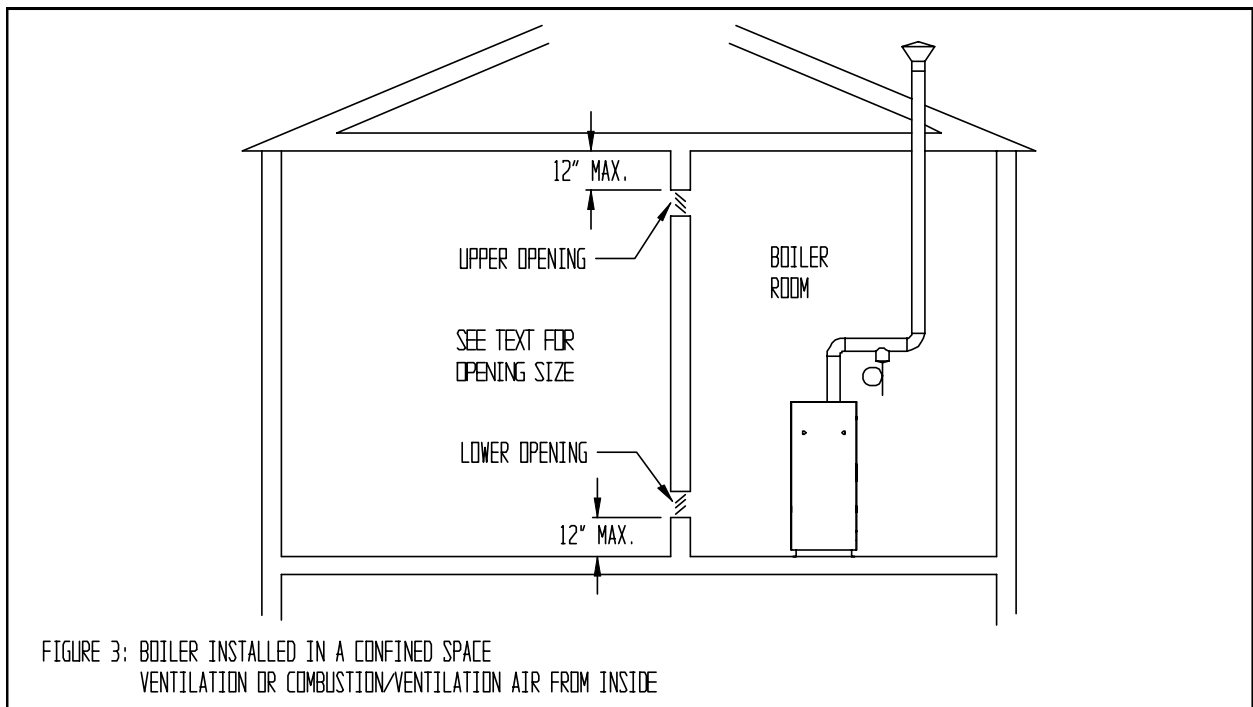 12" MAX.
UPPER OPENING
BOILER
ROOM
SEE TEXT FOR
OPENING SIZE
LOWER OPENING
12" MAX.
FIGURE 3: BOILER INSTALLED IN A CONFINED SPACE
VENTILATION OR COMBUSTION/VENTILATION AIR FROM INSIDE